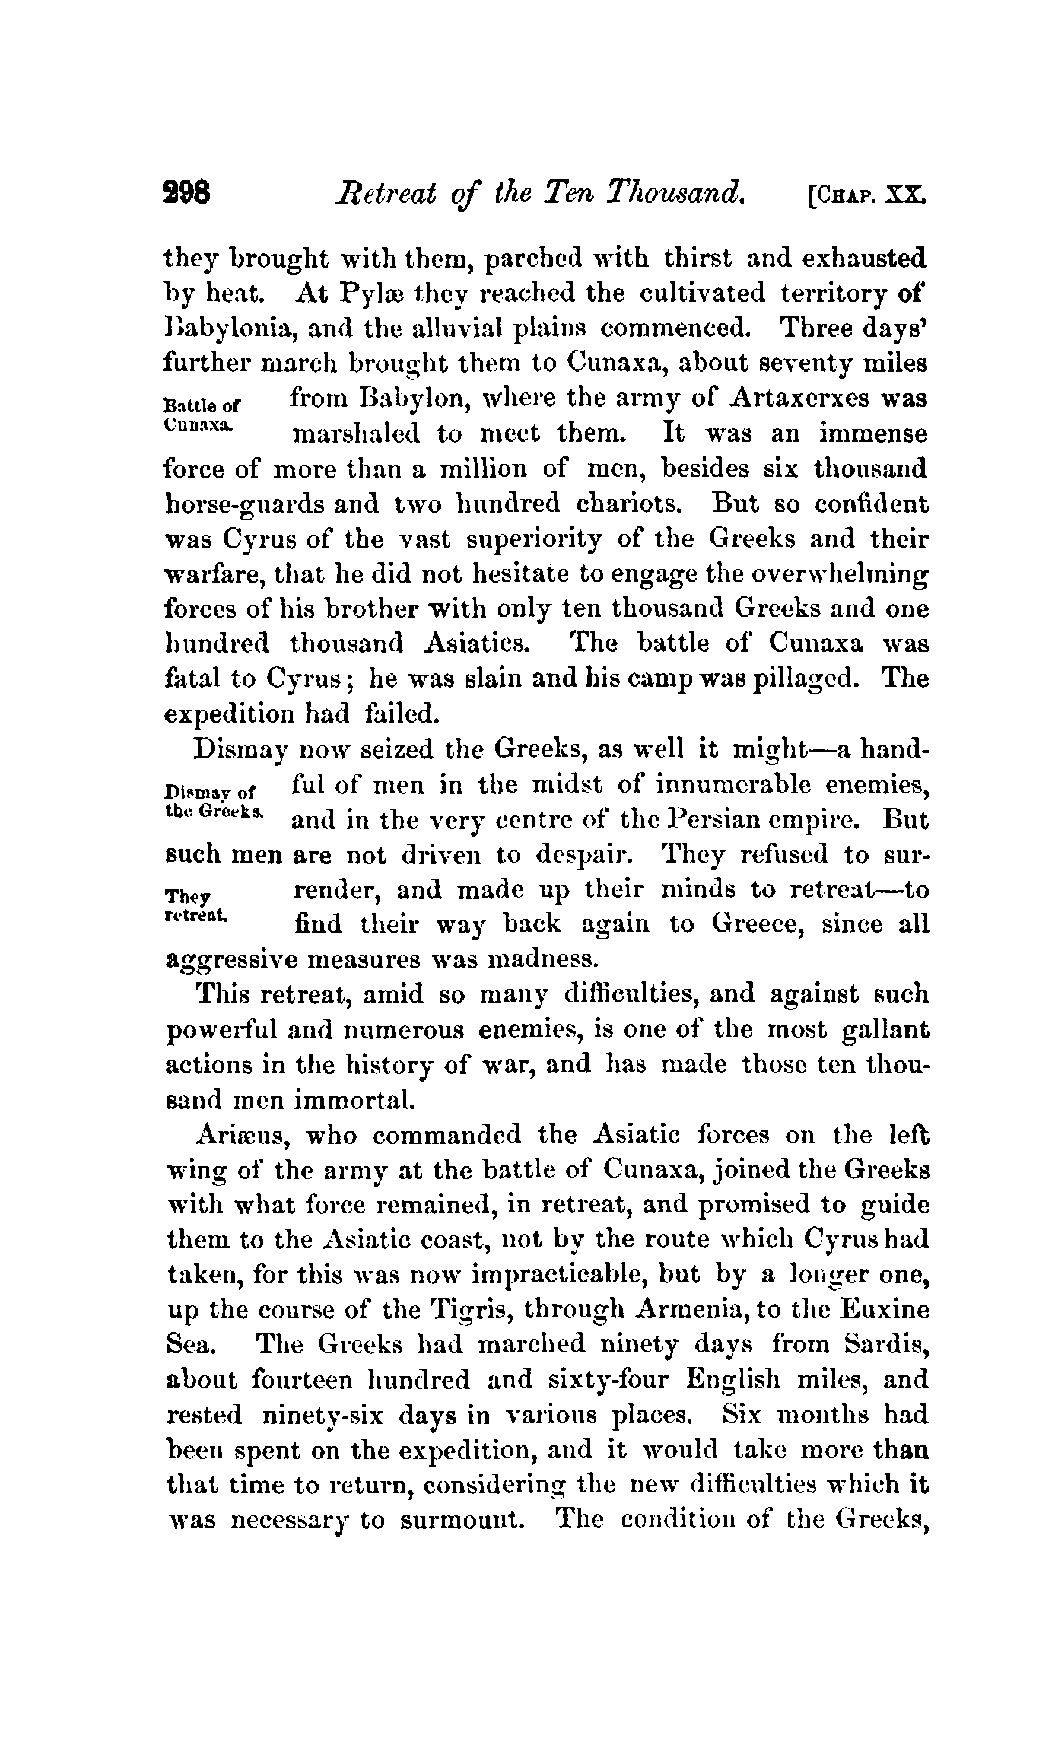 298 Retreat of the Ten Thousand. [CHAP. XX.
they brought with them, parched with thirst and exhausted
by heat. At Pylæ they reached the cultivated territory of
Babylonia, and the alluvial plains commenced. Three days'
further march brought them to Cunaxa, about seventy miles
Battle of Cunaxa.
from Babylon, where the army of Artaxerxes was
marshaled to meet them. It was an immense
force of more than a million of men, besides six thousand
horse-guards and two hundred chariots. But so confident
was Cyrus of the vast superiority of the Greeks and their
warfare, that he did not hesitate to engage the overwhelming
forces of his brother with only ten thousand Greeks and one
hundred thousand Asiatics. The battle of Cunaxa was
fatal to Cyrus; he was slain and his camp was pillaged. The
expedition had failed.
Dismay now seized the Greeks, as well it might—a hand-
Dismay of the Greeks.
ful of men in the midst of innumerable enemies,
and in the very centre of the Persian empire. But
such men are not driven to despair. They refused to sur-
They retreat.
render, and made up their minds to retreat—to
find their way back again to Greece, since all
aggressive measures was madness.
This retreat, amid so many difficulties, and against such
powerful and numerous enemies, is one of the most gallant
actions in the history of war, and has made those ten thou-
sand men immortal.
Ariæus, who commanded the Asiatic forces on the left
wing of the army at the battle of Cunaxa, joined the Greeks
with what force remained, in retreat, and promised to guide
them to the Asiatic coast, not by the route which Cyrus had
taken, for this was now impracticable, but by a longer one,
up the course of the Tigris, through Armenia, to the Euxine
Sea. The Greeks had marched ninety days from Sardis,
about fourteen hundred and sixty-four English miles, and
rested ninety-six days in various places. Six months had
been spent on the expedition, and it would take more than
that time to return, considering the new difficulties which it
was necessary to surmount. The condition of the Greeks,